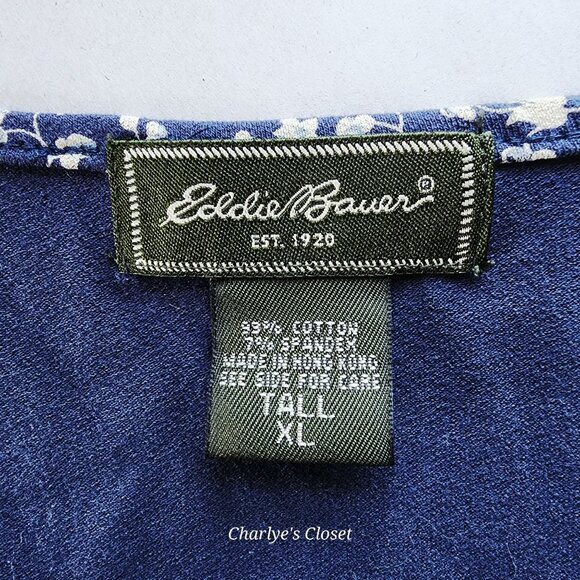 Eddie Bauer®
EST. 1920
93% COTTON
7% SPANDEX
MADE IN HONG KONG
SEE SIDE FOR CARE
TALL
XL
Charlye's Closet